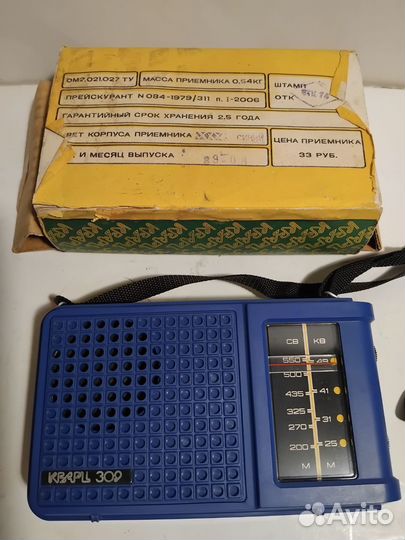 ОМ2.021.027 ТУ
МАССА ПРИЕМНИКА 0,54КГ
ШТАМП
ОТК
ПРЕЙСКУРАНТ N 084-1979/311 п. 1-2006
ГАРАНТИЙНЫЙ СРОК ХРАНЕНИЯ 2,5 ГОДА
ВЕТ КОРПУСА ПРИЕМНИКА СИНИЙ
И МЕСЯЦ ВЫПУСКА
ЦЕНА ПРИЕМНИКА
33 РУБ.
СВ КВ
550 49
500
435 41
325
270 31
200 25
М М
КВАРЦ 309
Avito